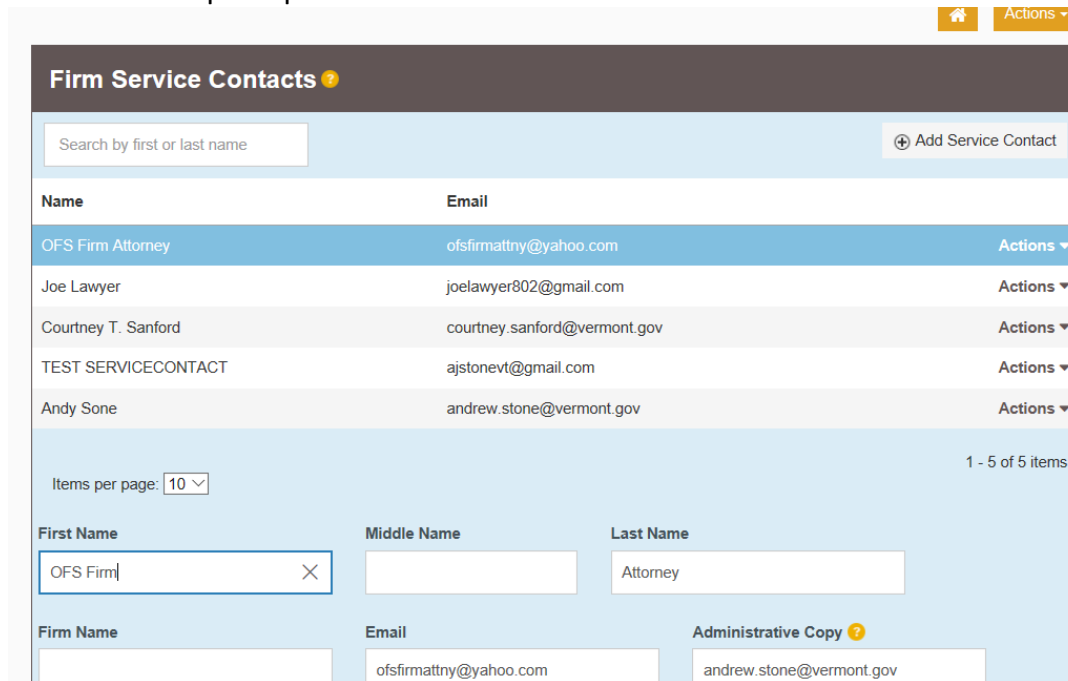 Actions
Firm Service Contacts ?
Search by first or last name
Add Service Contact
Name Email
OFS Firm Attorney ofsfirmattny@yahoo.com Actions
Joe Lawyer joelawyer802@gmail.com Actions
Courtney T. Sanford courtney.sanford@vermont.gov Actions
TEST SERVICECONTACT ajstonevt@gmail.com Actions
Andy Sone andrew.stone@vermont.gov Actions
1 - 5 of 5 items
Items per page: 10
First Name Middle Name Last Name
OFS Firm Attorney
Firm Name Email Administrative Copy ?
ofsfirmattny@yahoo.com andrew.stone@vermont.gov